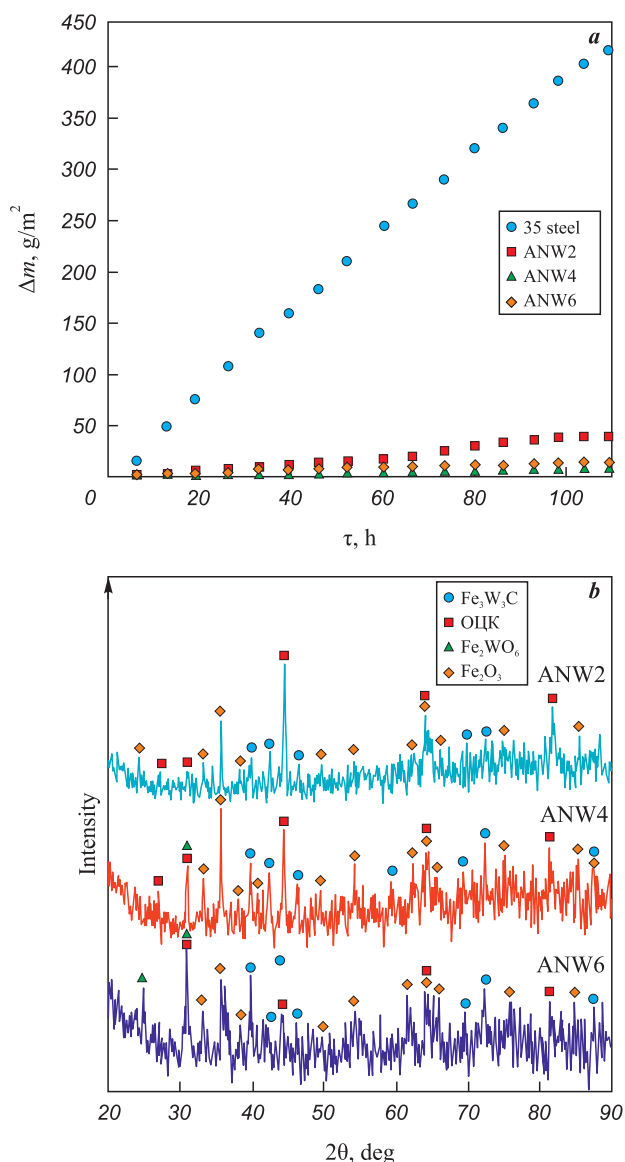 a
450
400
350
300
250
200
150
100
50
Δm, g/m²
35 steel
ANW2
ANW4
ANW6
0 20 40 60 80 100
τ, h
b
Fe₃W₃C
ОЦК
Fe₂WO₆
Fe₂O₃
ANW2
ANW4
ANW6
Intensity
20 30 40 50 60 70 80 90
2θ, deg